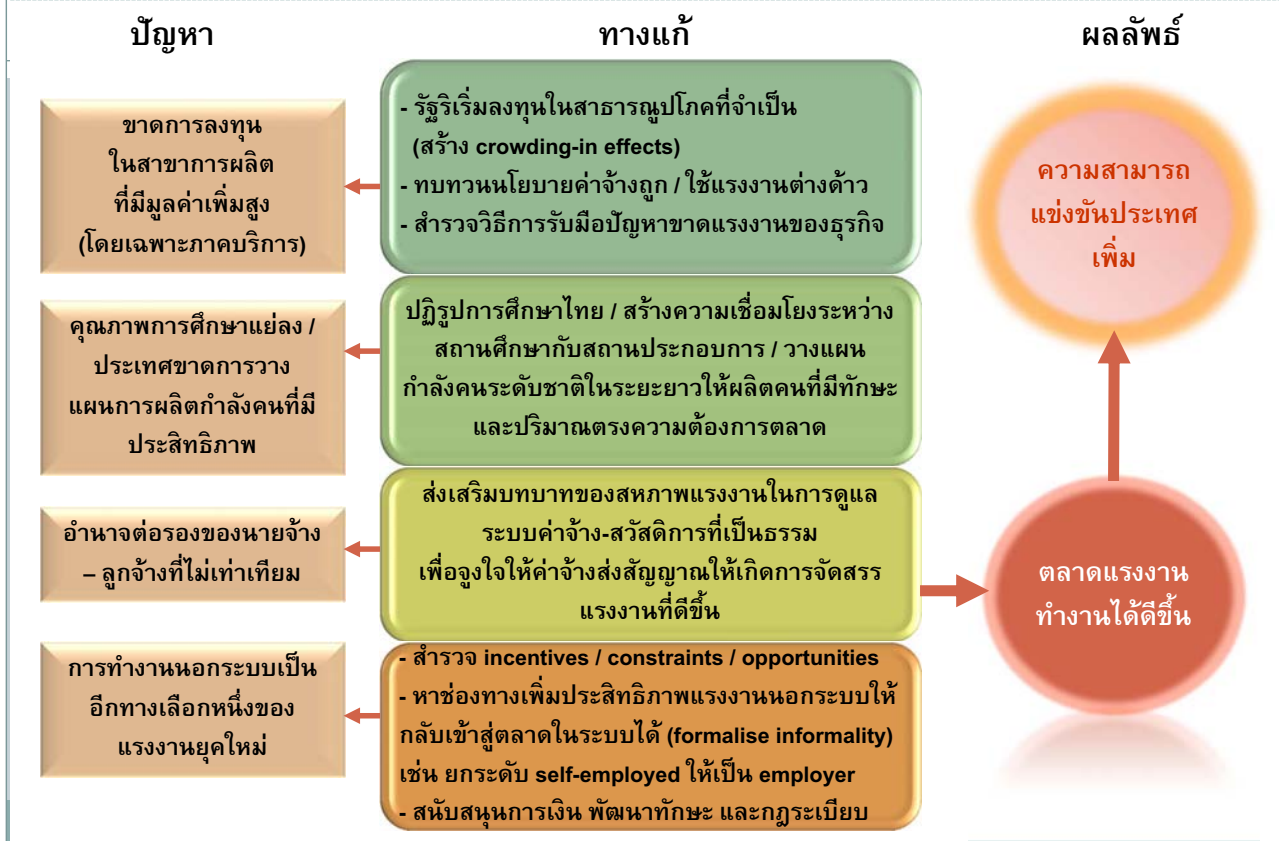 ปัญหา
ทางแก้
ผลลัพธ์
ขาดการลงทุน
ในสาขาการผลิต
ที่มีมูลค่าเพิ่มสูง
(โดยเฉพาะภาคบริการ)
- รัฐริเริ่มลงทุนในสาธารณูปโภคที่จำเป็น
(สร้าง crowding-in effects)
- ทบทวนนโยบายค่าจ้างถูก / ใช้แรงงานต่างด้าว
- สำรวจวิธีการรับมือปัญหาขาดแรงงานของธุรกิจ
ความสามารถ
แข่งขันประเทศ
เพิ่ม
คุณภาพการศึกษาแย่ลง /
ประเทศขาดการวาง
แผนการผลิตกำลังคนที่มี
ประสิทธิภาพ
ปฏิรูปการศึกษาไทย / สร้างความเชื่อมโยงระหว่าง
สถานศึกษากับสถานประกอบการ / วางแผน
กำลังคนระดับชาติในระยะยาวให้ผลิตคนที่มีทักษะ
และปริมาณตรงความต้องการตลาด
อำนาจต่อรองของนายจ้าง
– ลูกจ้างที่ไม่เท่าเทียม
ส่งเสริมบทบาทของสหภาพแรงงานในการดูแล
ระบบค่าจ้าง-สวัสดิการที่เป็นธรรม
เพื่อจูงใจให้ค่าจ้างส่งสัญญาณให้เกิดการจัดสรร
แรงงานที่ดีขึ้น
ตลาดแรงงาน
ทำงานได้ดีขึ้น
การทำงานนอกระบบเป็น
อีกทางเลือกหนึ่งของ
แรงงานยุคใหม่
- สำรวจ incentives / constraints / opportunities
- หาช่องทางเพิ่มประสิทธิภาพแรงงานนอกระบบให้
กลับเข้าสู่ตลาดในระบบได้ (formalise informality)
เช่น ยกระดับ self-employed ให้เป็น employer
- สนับสนุนการเงิน พัฒนาทักษะ และกฎระเบียบ